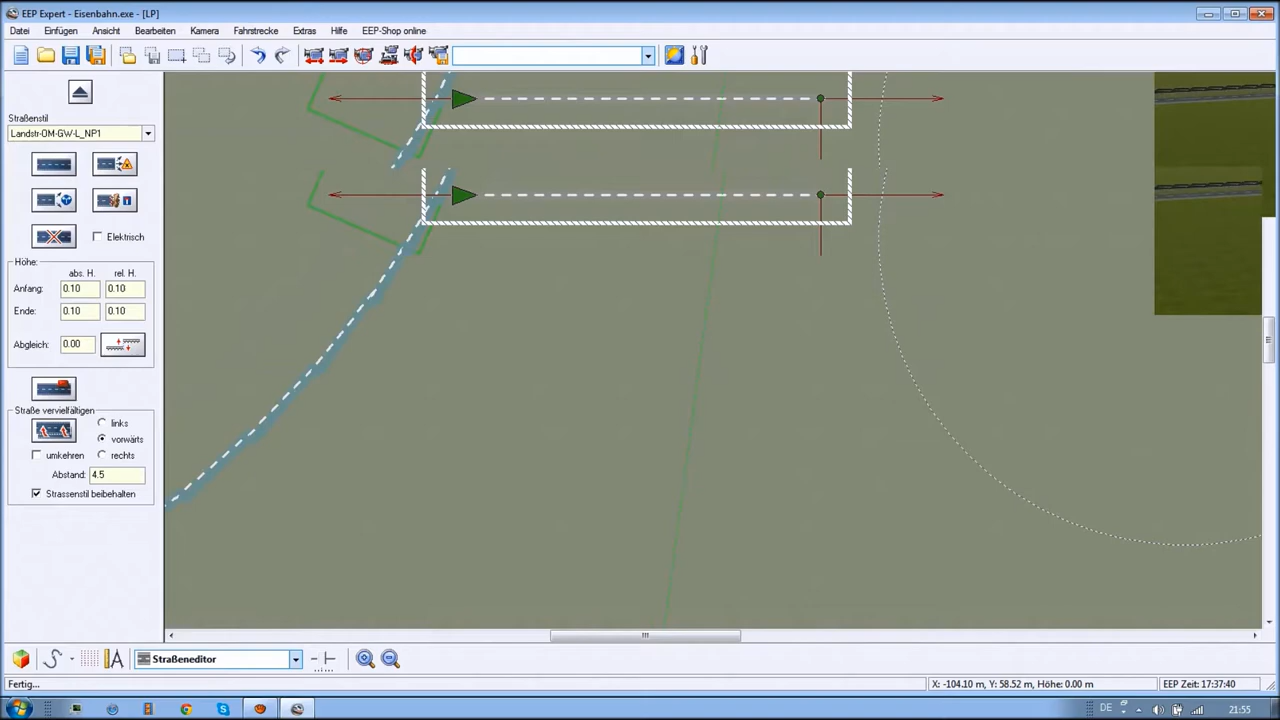 EEP Expert - Eisenbahn.exe - [LP]
Datei Einfügen Ansicht Bearbeiten Kamera Fahrstrecke Extras Hilfe EEP-Shop online
Straßenstil
Landstr-OM-GW-L_NP1
Elektrisch
Höhe:
abs. H. rel. H.
Anfang: 0.10 0.10
Ende: 0.10 0.10
Abgleich: 0.00
Straße vervielfältigen
links
vorwärts
umkehren rechts
Abstand: 4.5
Strassenstil beibehalten
Straßeneditor
Fertig... X: -104.10 m, Y: 58.52 m, Höhe: 0.00 m EEP Zeit: 17:37:40
DE 21:55